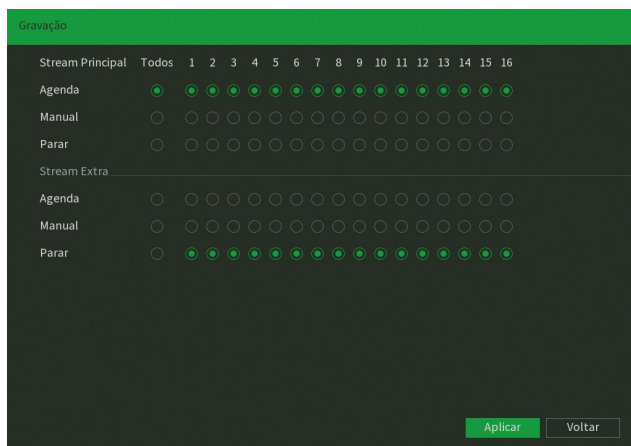 Gravação
Stream Principal Todos 1 2 3 4 5 6 7 8 9 10 11 12 13 14 15 16
Agenda
Manual
Parar
Stream Extra
Agenda
Manual
Parar
Aplicar Voltar